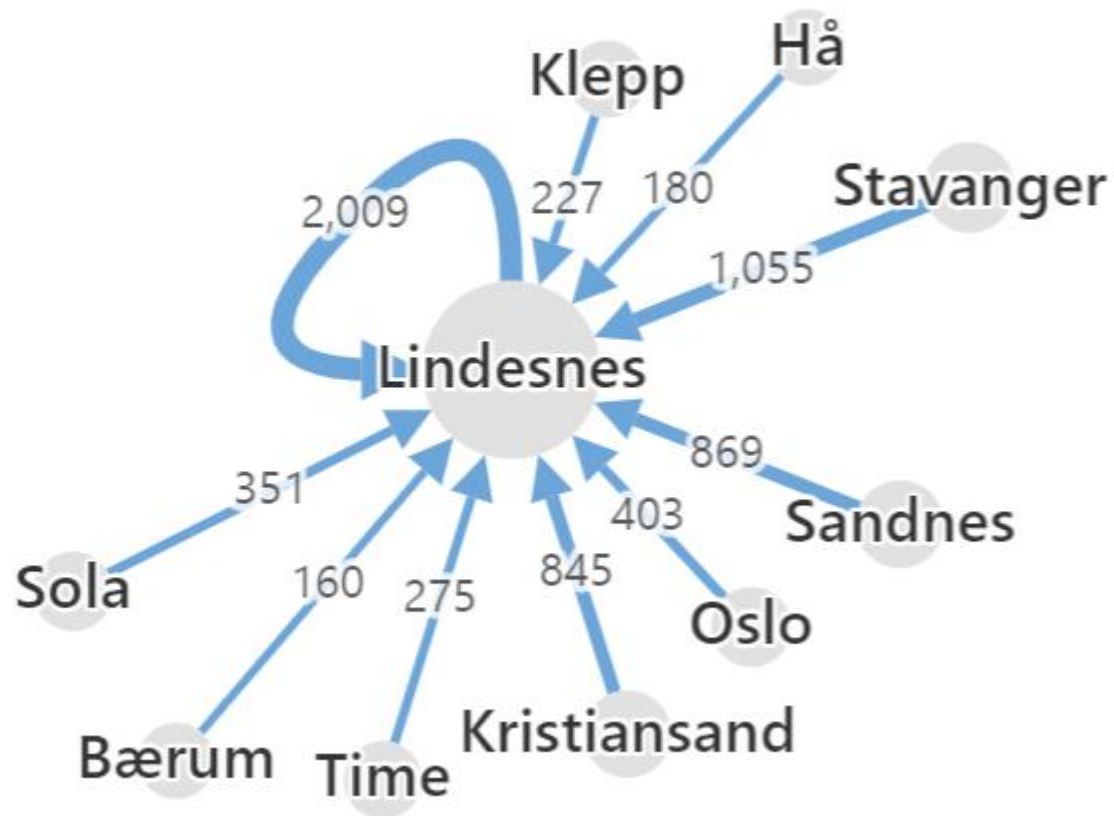 Hå
Klepp
Stavanger
227
180
2,009
1,055
Lindesnes
869
351
403
Sandnes
160
275
845
Sola
Oslo
Kristiansand
Bærum
Time